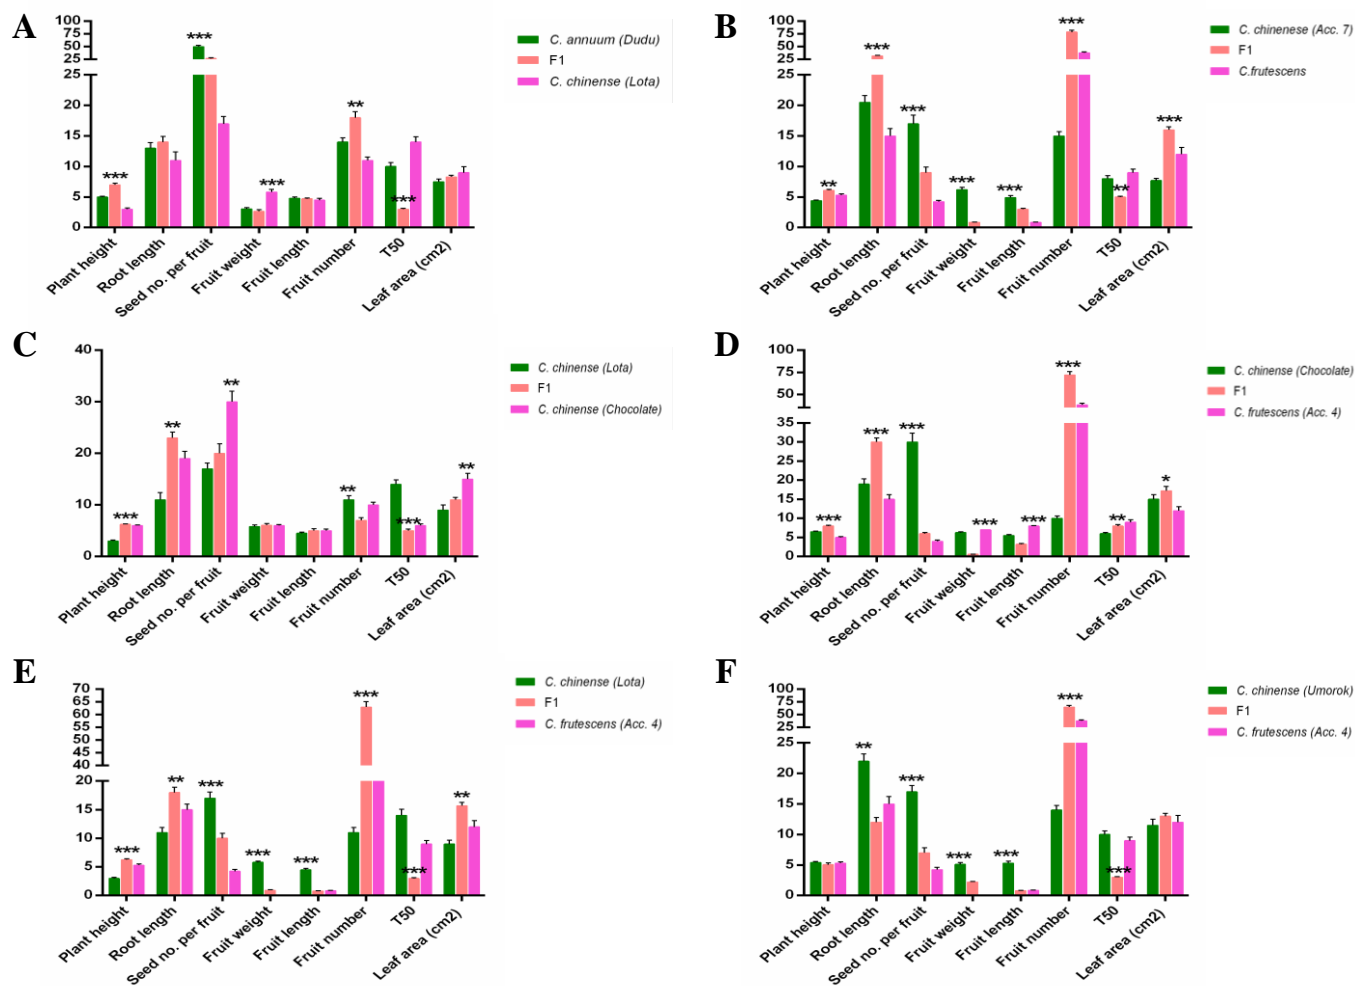 A
100
75
50
25
25
20
15
10
5
0
***
***
***
**
***
Plant height
Root length
Seed no. per fruit
Fruit weight
Fruit length
Fruit number
T50
Leaf area (cm2)
C. annuum (Dudu)
F1
C. chinense (Lota)
B
100
75
50
25
25
20
15
10
5
0
**
***
***
***
***
**
***
Plant height
Root length
Seed no. per fruit
Fruit weight
Fruit length
Fruit number
T50
Leaf area (cm2)
C. chinenese (Acc. 7)
F1
C.frutescens
C
40
30
20
10
0
***
**
**
**
***
**
Plant height
Root length
Seed no. per fruit
Fruit weight
Fruit length
Fruit number
T50
Leaf area (cm2)
C. chinense (Lota)
F1
C. chinense (Chocolate)
D
100
75
50
35
30
25
20
15
10
5
0
***
***
***
***
***
***
**
*
Plant height
Root length
Seed no. per fruit
Fruit weight
Fruit length
Fruit number
T50
Leaf area (cm2)
C. chinense (Chocolate)
F1
C. frutescens (Acc. 4)
E
70
65
60
55
50
45
40
20
15
10
5
0
***
**
***
***
***
***
***
**
Plant height
Root length
Seed no. per fruit
Fruit weight
Fruit length
Fruit number
T50
Leaf area (cm2)
C. chinense (Lota)
F1
C. frutescens (Acc. 4)
F
100
75
50
25
25
20
15
10
5
0
**
***
***
***
***
***
Plant height
Root length
Seed no. per fruit
Fruit weight
Fruit length
Fruit number
T50
Leaf area (cm2)
C. chinense (Umorok)
F1
C. frutescens (Acc. 4)